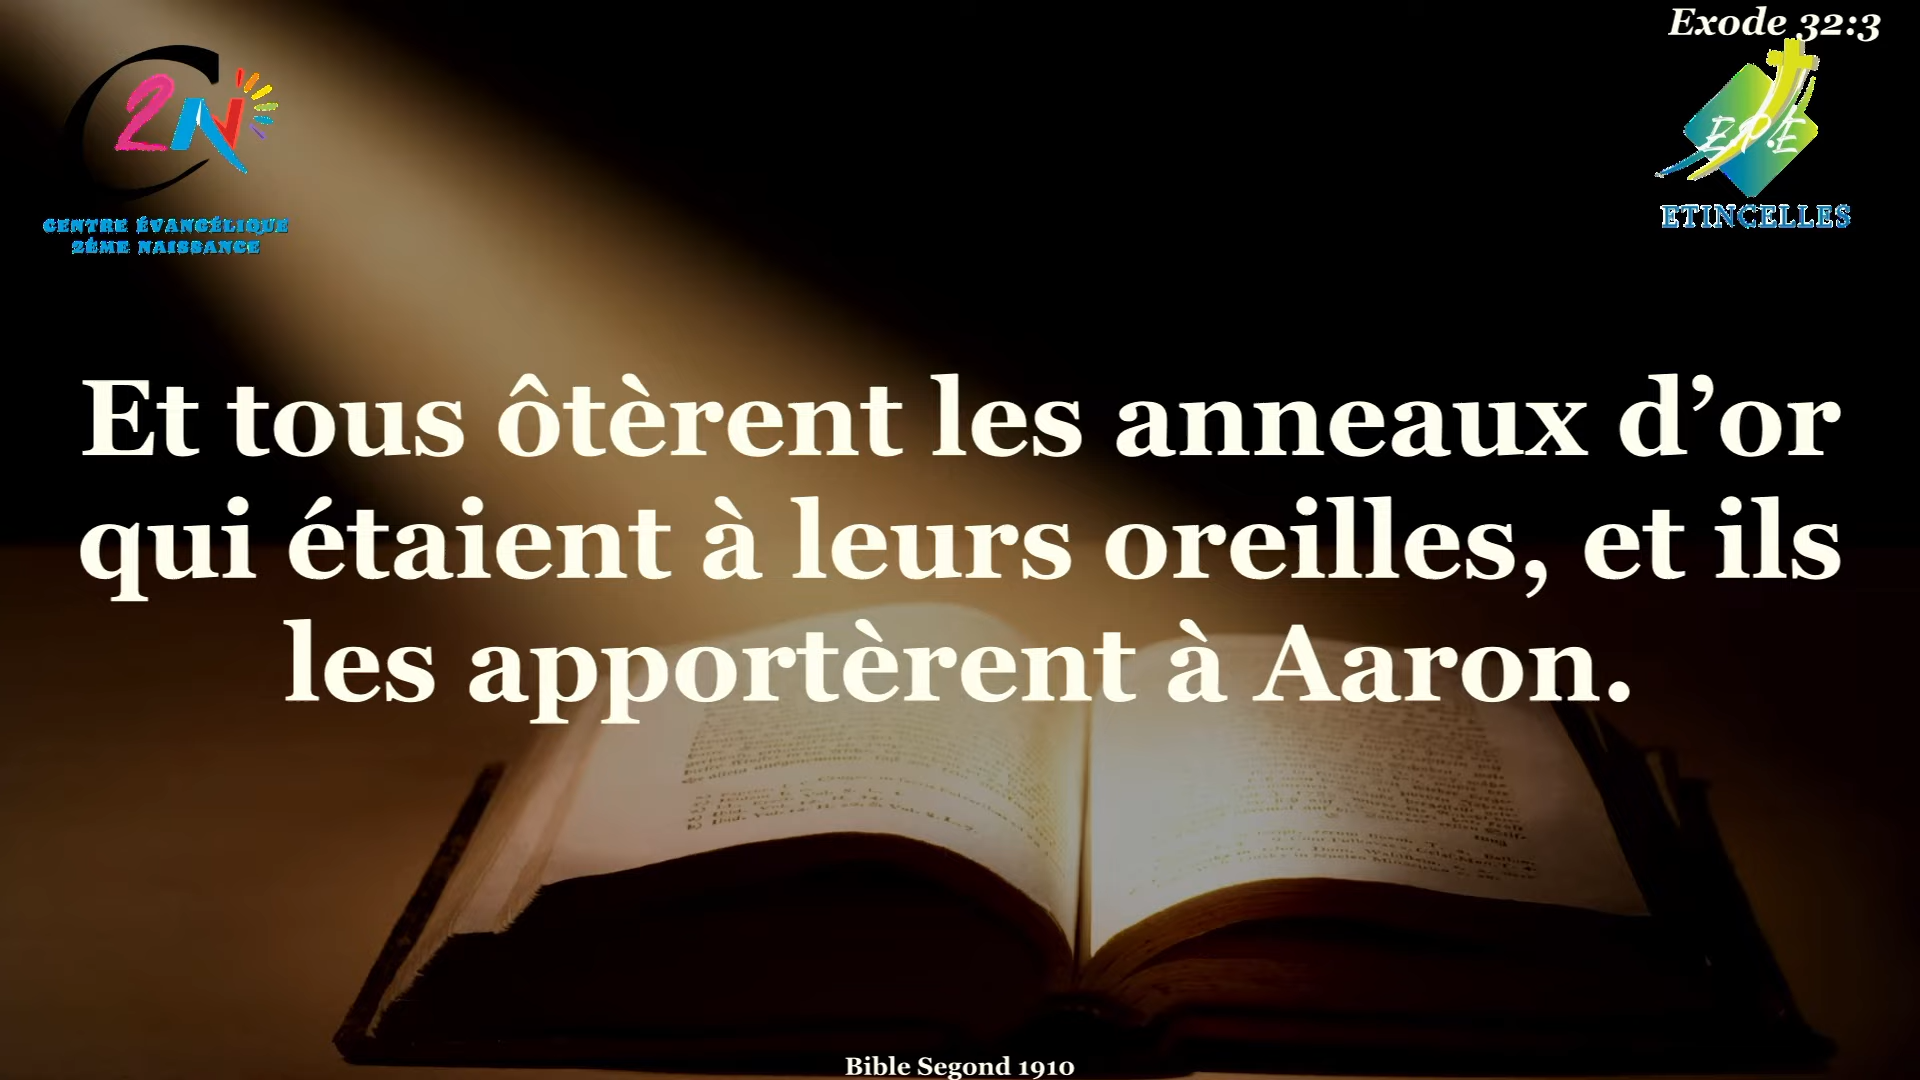 Exode 32:3
C2N
CENTRE ÉVANGÉLIQUE
2ÈME NAISSANCE
E.P.E
ETINCELLES
Et tous ôtèrent les anneaux d’or
qui étaient à leurs oreilles, et ils
les apportèrent à Aaron.
Bible Segond 1910